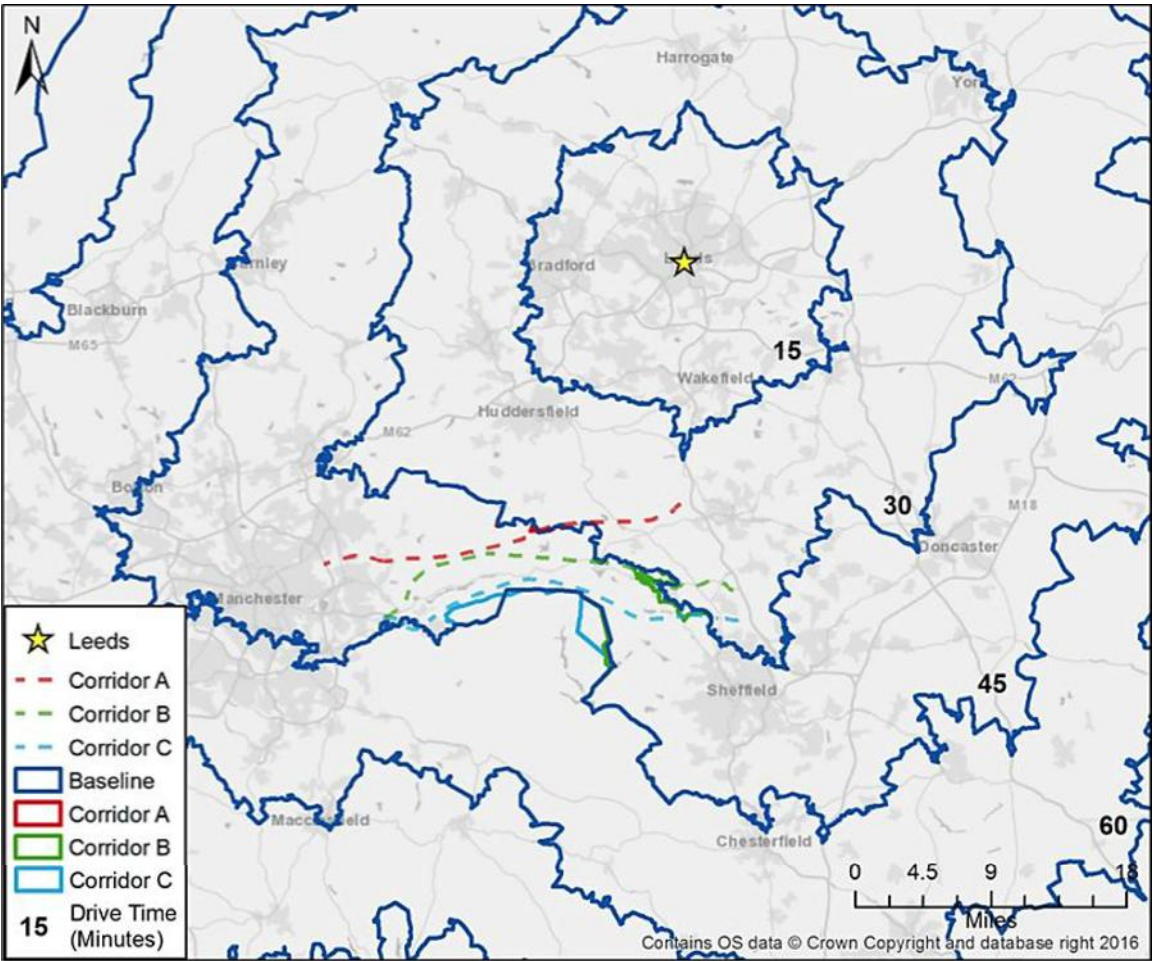 N
Harrogate
Yor
Leeds
Bradford
Burnley
Blackburn
M65
15
Wakefield
M62
Huddersfield
M62
Bolton
30
M18
Doncaster
Manchester
45
Sheffield
Leeds
Corridor A
Corridor B
Corridor C
Baseline
Corridor A
Corridor B
Corridor C
15 Drive Time
(Minutes)
Macclesfield
Chesterfield
60
0 4.5 9 18
Miles
Contains OS data © Crown Copyright and database right 2016